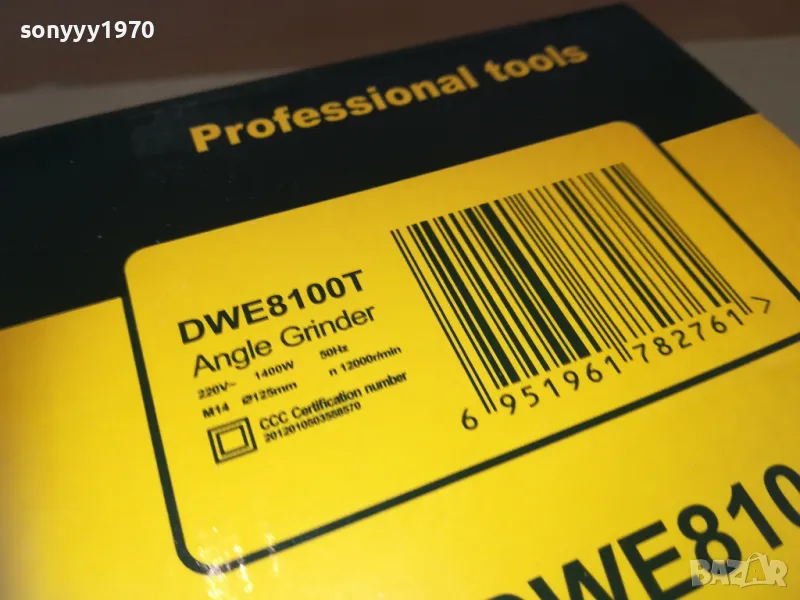 sonyyy1970
Professional tools
DWE8100T
Angle Grinder
220V~ 1400W 50Hz
M14 Ø125mm n 12000r/min
CCC Certification number
2012010503558570
6 951961 782761 >
DWE810
BAZAR